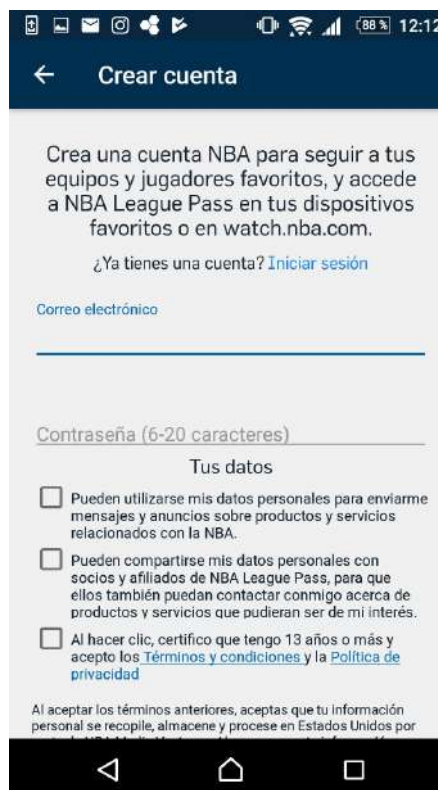 88 % 12:12
Crear cuenta
Crea una cuenta NBA para seguir a tus
equipos y jugadores favoritos, y accede
a NBA League Pass en tus dispositivos
favoritos o en watch.nba.com.
¿Ya tienes una cuenta? Iniciar sesión
Correo electrónico
Contraseña (6-20 caracteres)
Tus datos
Pueden utilizarse mis datos personales para enviarme
mensajes y anuncios sobre productos y servicios
relacionados con la NBA.
Pueden compartirse mis datos personales con
socios y afiliados de NBA League Pass, para que
ellos también puedan contactar conmigo acerca de
productos y servicios que pudieran ser de mi interés.
Al hacer clic, certifico que tengo 13 años o más y
acepto los Términos y condiciones y la Política de
privacidad
Al aceptar los términos anteriores, aceptas que tu información
personal se recopile, almacene y procese en Estados Unidos por